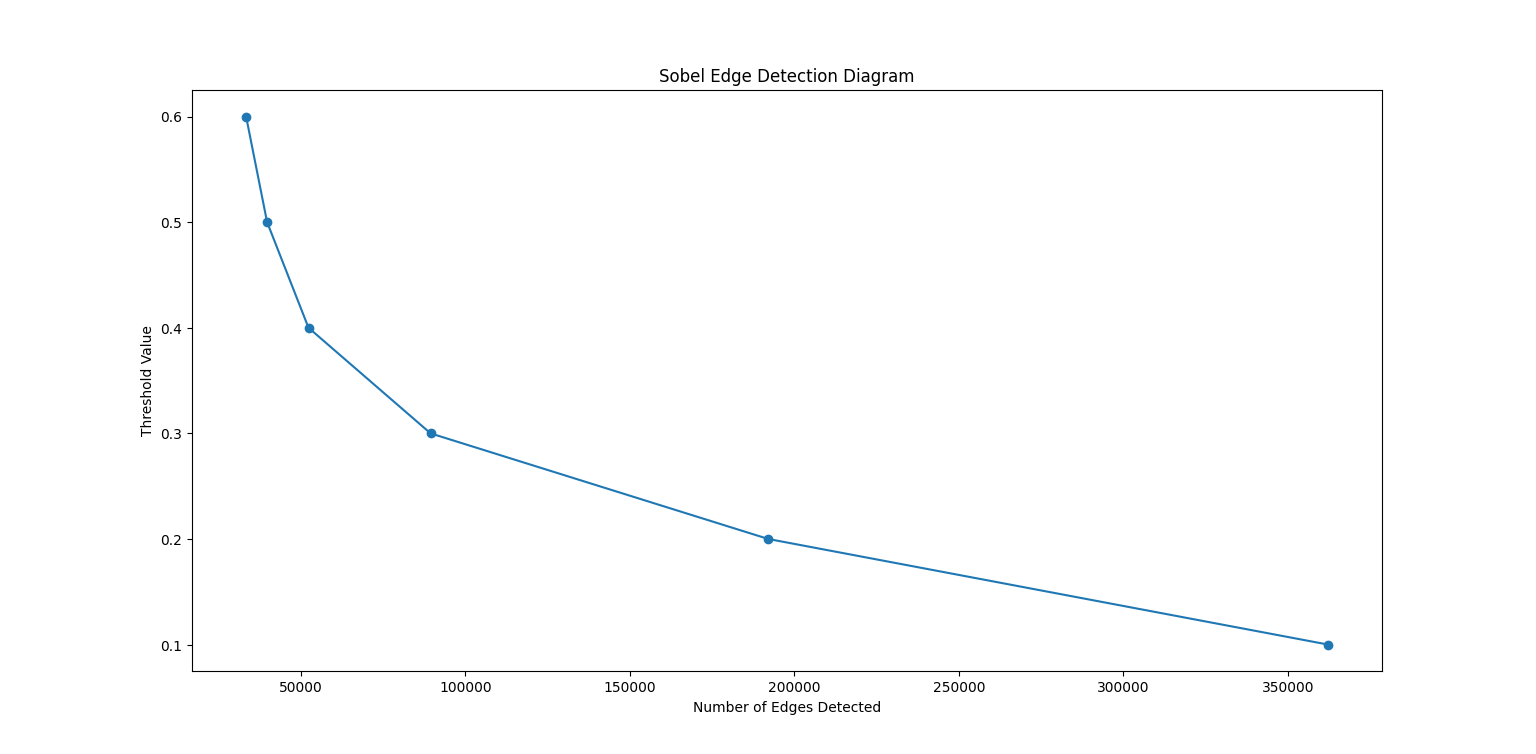 Sobel Edge Detection Diagram
0.6
0.5
0.4
0.3
0.2
0.1
Threshold Value
50000 100000 150000 200000 250000 300000 350000
Number of Edges Detected